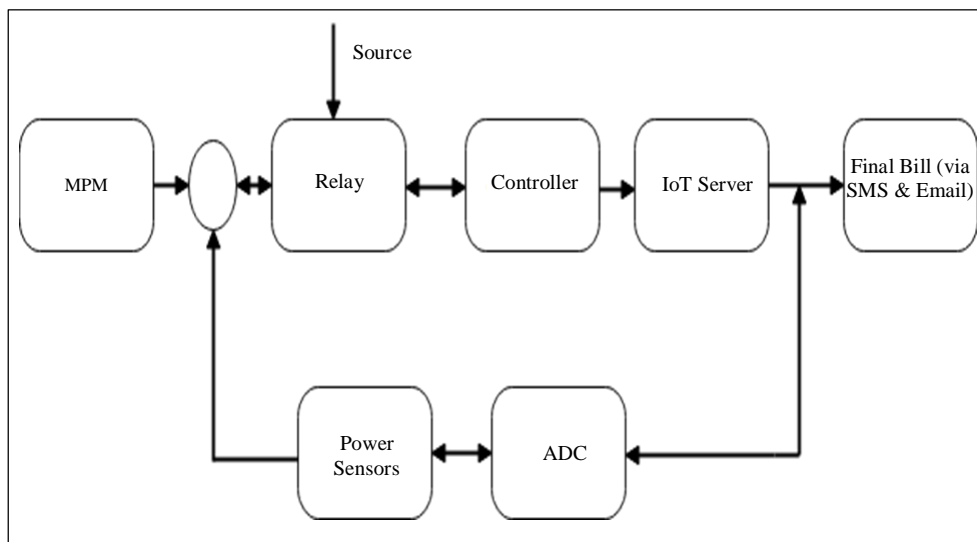 Source
MPM
Relay
Controller
IoT Server
Final Bill (via
SMS & Email)
Power
Sensors
ADC